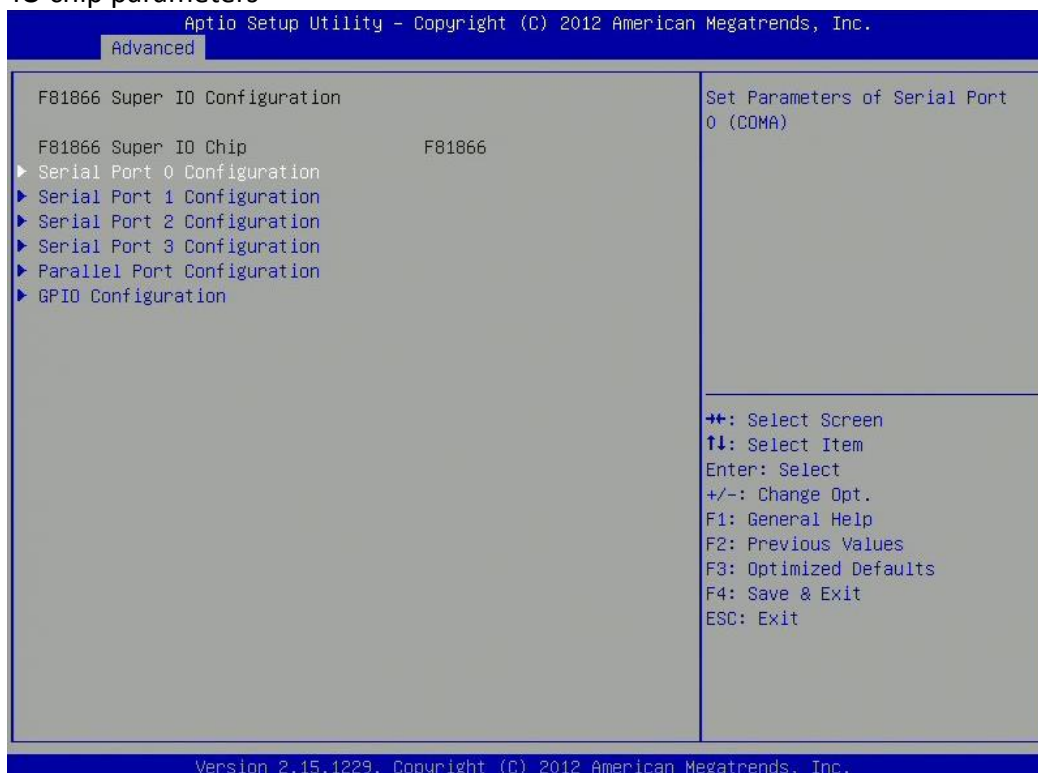 IO chip parameters
Aptio Setup Utility – Copyright (C) 2012 American Megatrends, Inc.
Advanced
F81866 Super IO Configuration
F81866 Super IO Chip F81866
▶ Serial Port 0 Configuration
▶ Serial Port 1 Configuration
▶ Serial Port 2 Configuration
▶ Serial Port 3 Configuration
▶ Parallel Port Configuration
▶ GPIO Configuration
Set Parameters of Serial Port
0 (COMA)
→←: Select Screen
↑↓: Select Item
Enter: Select
+/-: Change Opt.
F1: General Help
F2: Previous Values
F3: Optimized Defaults
F4: Save & Exit
ESC: Exit
Version 2.15.1229. Copyright (C) 2012 American Megatrends, Inc.